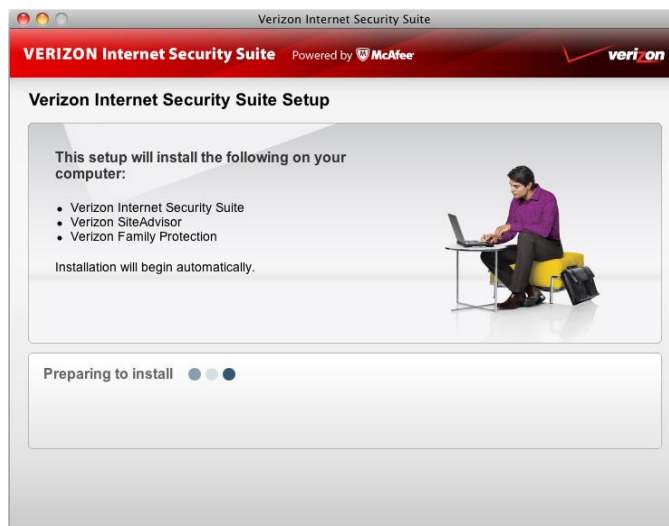 Verizon Internet Security Suite
VERIZON Internet Security Suite Powered by McAfee verizon
Verizon Internet Security Suite Setup
This setup will install the following on your
computer:
• Verizon Internet Security Suite
• Verizon SiteAdvisor
• Verizon Family Protection
Installation will begin automatically.
Preparing to install